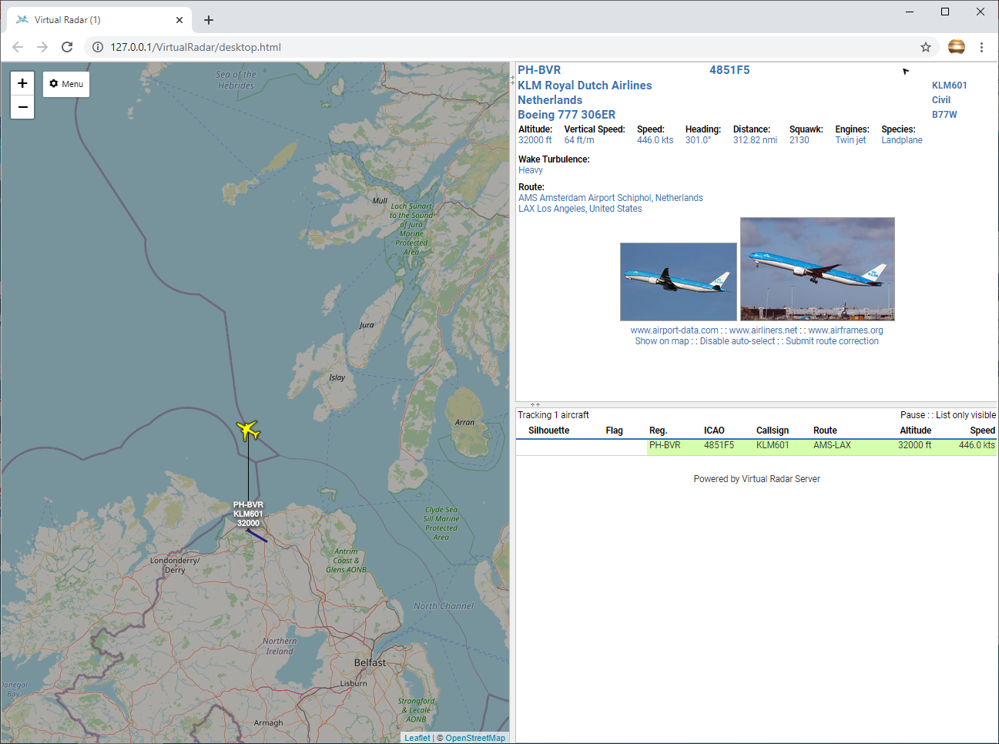 Virtual Radar (1)
127.0.0.1/VirtualRadar/desktop.html
+
−
Menu
Sea of the
Hebrides
Mull
Loch Sunart
to the Sound
of Jura
Marine
Protected
Area
Jura
Islay
Arran
PH-BVR
KLM601
32000
Clyde Sea
Sill Marine
Protected
Area
Londonderry/
Derry
Antrim
Coast &
Glens AONB
North Channel
Northern
Ireland
Belfast
Lisburn
Donegal
Bay
Strangford
& Lecale
AONB
Armagh
Leaflet | © OpenStreetMap
PH-BVR 4851F5
KLM Royal Dutch Airlines KLM601
Netherlands Civil
Boeing 777 306ER B77W
Altitude: Vertical Speed: Speed: Heading: Distance: Squawk: Engines: Species:
32000 ft 64 ft/m 446.0 kts 301.0° 312.82 nmi 2130 Twin jet Landplane
Wake Turbulence:
Heavy
Route:
AMS Amsterdam Airport Schiphol, Netherlands
LAX Los Angeles, United States
KLM
www.airport-data.com : : www.airliners.net : : www.airframes.org
Show on map : : Disable auto-select : : Submit route correction
Tracking 1 aircraft Pause : : List only visible
Silhouette Flag Reg. ICAO Callsign Route Altitude Speed
PH-BVR 4851F5 KLM601 AMS-LAX 32000 ft 446.0 kts
Powered by Virtual Radar Server